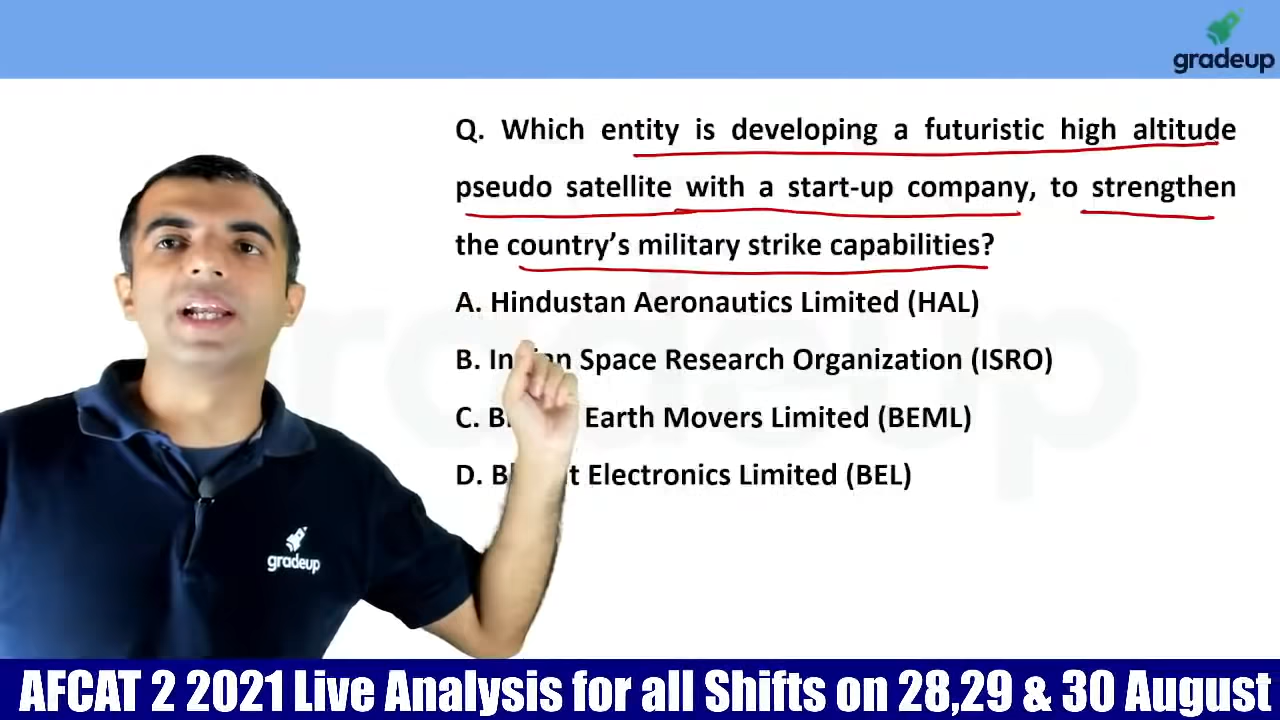 gradeup
Q. Which entity is developing a futuristic high altitude
pseudo satellite with a start-up company, to strengthen
the country's military strike capabilities?
A. Hindustan Aeronautics Limited (HAL)
B. Space Research Organization (ISRO)
C. Earth Movers Limited (BEML)
D. Electronics Limited (BEL)
gradeup
AFCAT 2 2021 Live Analysis for all Shifts on 28,29 & 30 August